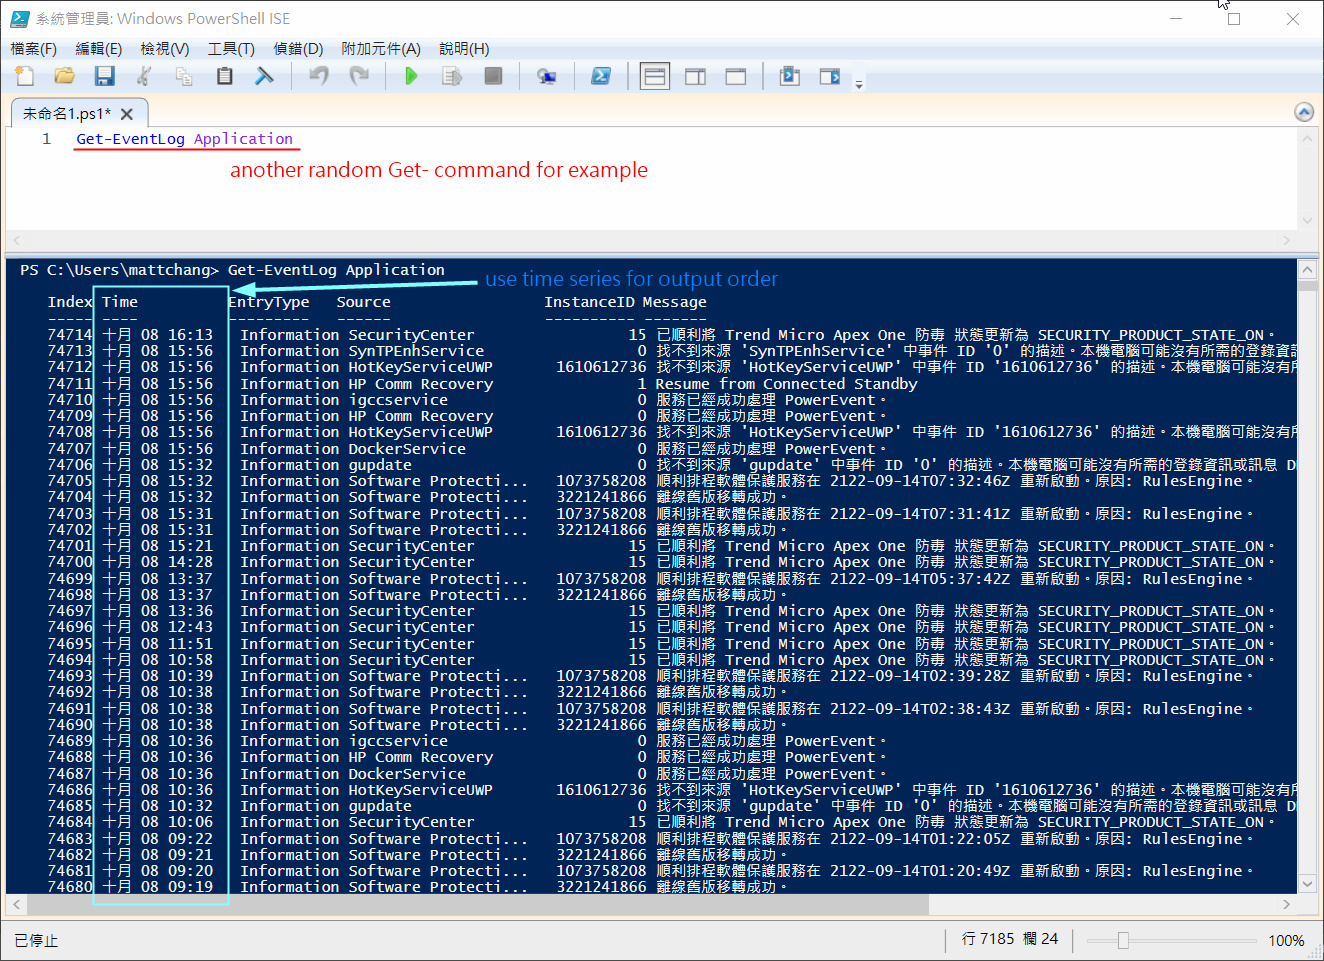 系統管理員: Windows PowerShell ISE
檔案(F) 編輯(E) 檢視(V) 工具(T) 偵錯(D) 附加元件(A) 說明(H)
未命名1.ps1*
1 Get-EventLog Application
another random Get- command for example
PS C:\Users\mattchang> Get-EventLog Application
use time series for output order
Index Time EntryType Source InstanceID Message
----- ---- --------- ------ ---------- -------
74714 十月 08 16:13 Information SecurityCenter 15 已順利將 Trend Micro Apex One 防毒 狀態更新為 SECURITY_PRODUCT_STATE_ON。
74713 十月 08 15:56 Information SynTPEnhService 0 找不到來源 'SynTPEnhService' 中事件 ID '0' 的描述。本機電腦可能沒有所需的登錄資訊
74712 十月 08 15:56 Information HotKeyServiceUWP 1610612736 找不到來源 'HotKeyServiceUWP' 中事件 ID '1610612736' 的描述。本機電腦可能沒有所
74711 十月 08 15:56 Information HP Comm Recovery 1 Resume from Connected Standby
74710 十月 08 15:56 Information igccservice 0 服務已經成功處理 PowerEvent。
74709 十月 08 15:56 Information HP Comm Recovery 0 服務已經成功處理 PowerEvent。
74708 十月 08 15:56 Information HotKeyServiceUWP 1610612736 找不到來源 'HotKeyServiceUWP' 中事件 ID '1610612736' 的描述。本機電腦可能沒有所
74707 十月 08 15:56 Information DockerService 0 服務已經成功處理 PowerEvent。
74706 十月 08 15:32 Information gupdate 0 找不到來源 'gupdate' 中事件 ID '0' 的描述。本機電腦可能沒有所需的登錄資訊或訊息 D
74705 十月 08 15:32 Information Software Protecti... 1073758208 順利排程軟體保護服務在 2122-09-14T07:32:46Z 重新啟動。原因: RulesEngine。
74704 十月 08 15:32 Information Software Protecti... 3221241866 離線舊版移轉成功。
74703 十月 08 15:31 Information Software Protecti... 1073758208 順利排程軟體保護服務在 2122-09-14T07:31:41Z 重新啟動。原因: RulesEngine。
74702 十月 08 15:31 Information Software Protecti... 3221241866 離線舊版移轉成功。
74701 十月 08 15:21 Information SecurityCenter 15 已順利將 Trend Micro Apex One 防毒 狀態更新為 SECURITY_PRODUCT_STATE_ON。
74700 十月 08 14:28 Information SecurityCenter 15 已順利將 Trend Micro Apex One 防毒 狀態更新為 SECURITY_PRODUCT_STATE_ON。
74699 十月 08 13:37 Information Software Protecti... 1073758208 順利排程軟體保護服務在 2122-09-14T05:37:42Z 重新啟動。原因: RulesEngine。
74698 十月 08 13:37 Information Software Protecti... 3221241866 離線舊版移轉成功。
74697 十月 08 13:36 Information SecurityCenter 15 已順利將 Trend Micro Apex One 防毒 狀態更新為 SECURITY_PRODUCT_STATE_ON。
74696 十月 08 12:43 Information SecurityCenter 15 已順利將 Trend Micro Apex One 防毒 狀態更新為 SECURITY_PRODUCT_STATE_ON。
74695 十月 08 11:51 Information SecurityCenter 15 已順利將 Trend Micro Apex One 防毒 狀態更新為 SECURITY_PRODUCT_STATE_ON。
74694 十月 08 10:58 Information SecurityCenter 15 已順利將 Trend Micro Apex One 防毒 狀態更新為 SECURITY_PRODUCT_STATE_ON。
74693 十月 08 10:39 Information Software Protecti... 1073758208 順利排程軟體保護服務在 2122-09-14T02:39:28Z 重新啟動。原因: RulesEngine。
74692 十月 08 10:38 Information Software Protecti... 3221241866 離線舊版移轉成功。
74691 十月 08 10:38 Information Software Protecti... 1073758208 順利排程軟體保護服務在 2122-09-14T02:38:43Z 重新啟動。原因: RulesEngine。
74690 十月 08 10:38 Information Software Protecti... 3221241866 離線舊版移轉成功。
74689 十月 08 10:36 Information igccservice 0 服務已經成功處理 PowerEvent。
74688 十月 08 10:36 Information HP Comm Recovery 0 服務已經成功處理 PowerEvent。
74687 十月 08 10:36 Information DockerService 0 服務已經成功處理 PowerEvent。
74686 十月 08 10:36 Information HotKeyServiceUWP 1610612736 找不到來源 'HotKeyServiceUWP' 中事件 ID '1610612736' 的描述。本機電腦可能沒有所
74685 十月 08 10:32 Information gupdate 0 找不到來源 'gupdate' 中事件 ID '0' 的描述。本機電腦可能沒有所需的登錄資訊或訊息 D
74684 十月 08 10:06 Information SecurityCenter 15 已順利將 Trend Micro Apex One 防毒 狀態更新為 SECURITY_PRODUCT_STATE_ON。
74683 十月 08 09:22 Information Software Protecti... 1073758208 順利排程軟體保護服務在 2122-09-14T01:22:05Z 重新啟動。原因: RulesEngine。
74682 十月 08 09:21 Information Software Protecti... 3221241866 離線舊版移轉成功。
74681 十月 08 09:20 Information Software Protecti... 1073758208 順利排程軟體保護服務在 2122-09-14T01:20:49Z 重新啟動。原因: RulesEngine。
74680 十月 08 09:19 Information Software Protecti... 3221241866 離線舊版移轉成功。
已停止 行 7185 欄 24 100%